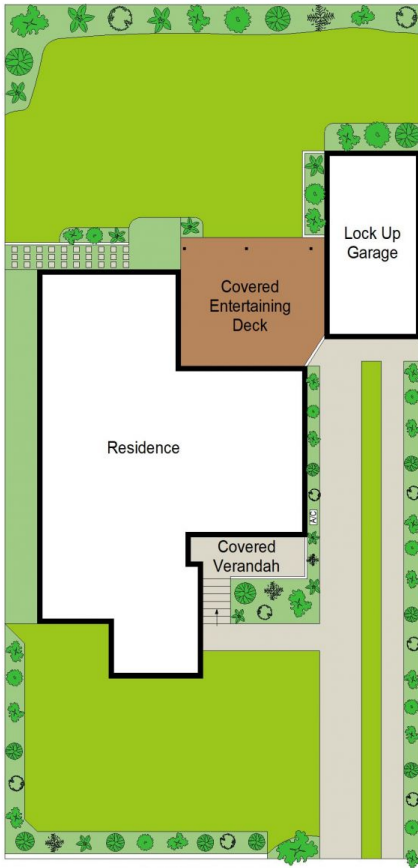 Lock Up
Garage
Covered
Entertaining
Deck
Residence
A/C
Covered
Verandah